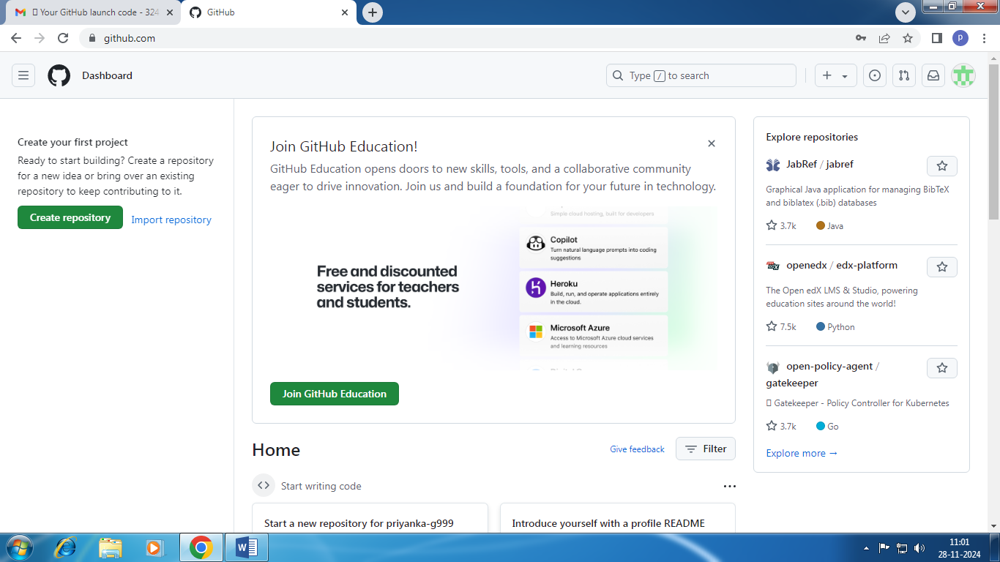 Your GitHub launch code - 324
GitHub
github.com
P
Dashboard
Type / to search
Create your first project
Ready to start building? Create a repository
for a new idea or bring over an existing
repository to keep contributing to it.
Create repository
Import repository
Join GitHub Education!
GitHub Education opens doors to new skills, tools, and a collaborative community
eager to drive innovation. Join us and build a foundation for your future in technology.
Free and discounted
services for teachers
and students.
Simple cloud hosting, built for developers
Copilot
Turn natural language prompts into coding
suggestions
Heroku
Build, run, and operate applications entirely
in the cloud.
Microsoft Azure
Access to Microsoft Azure cloud services
and learning resources
Join GitHub Education
Home
Give feedback
Filter
Start writing code
Start a new repository for priyanka-g999
Introduce yourself with a profile README
Explore repositories
JabRef / jabref
Graphical Java application for managing BibTeX
and biblatex (.bib) databases
3.7k Java
openedx / edx-platform
The Open edX LMS & Studio, powering
education sites around the world!
7.5k Python
open-policy-agent /
gatekeeper
Gatekeeper - Policy Controller for Kubernetes
3.7k Go
Explore more →
11:01
28-11-2024